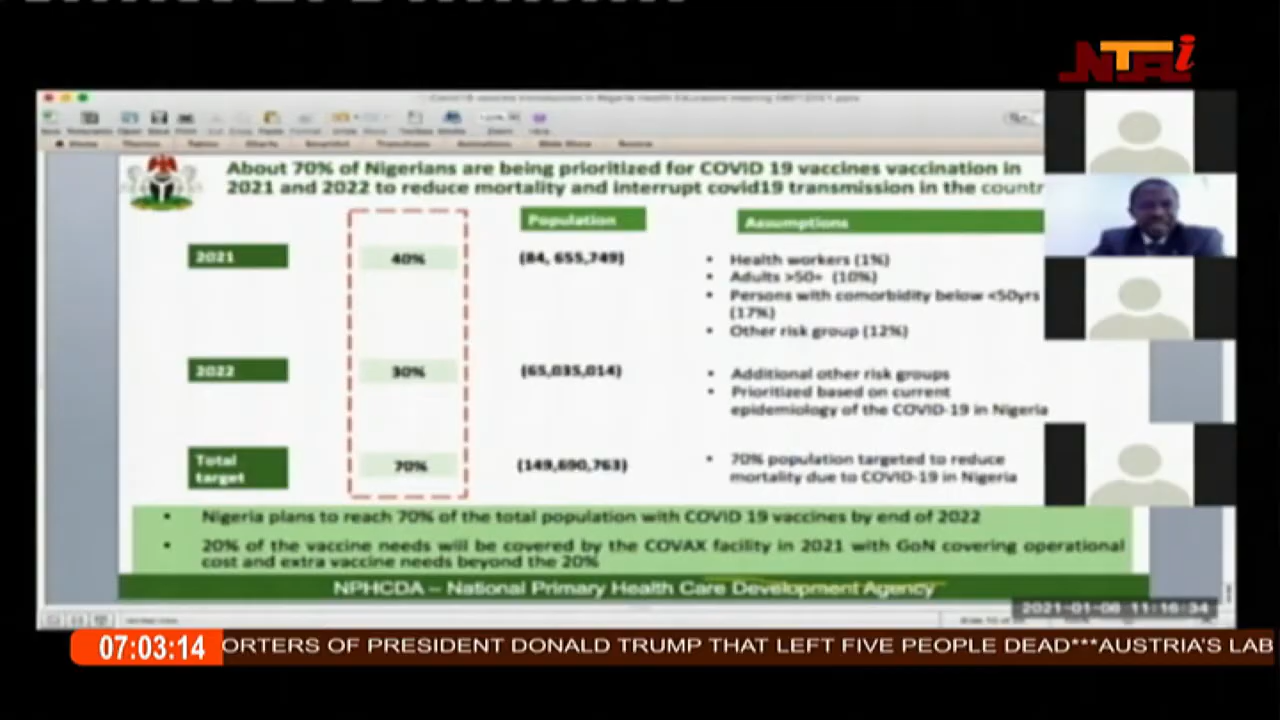 NTAi
About 70% of Nigerians are being prioritized for COVID 19 vaccines vaccination in
2021 and 2022 to reduce mortality and interrupt covid19 transmission in the countr
Population
Assumptions
2021
40%
(84, 655,749)
• Health workers (1%)
• Adults >50+ (10%)
• Persons with comorbidity below <50yrs
(17%)
• Other risk group (12%)
2022
30%
(65,035,014)
• Additional other risk groups
• Prioritized based on current
epidemiology of the COVID-19 in Nigeria
Total
target
70%
(149,690,763)
• 70% population targeted to reduce
mortality due to COVID-19 in Nigeria
• Nigeria plans to reach 70% of the total population with COVID 19 vaccines by end of 2022
• 20% of the vaccine needs will be covered by the COVAX facility in 2021 with GoN covering operational
cost and extra vaccine needs beyond the 20%
NPHCDA – National Primary Health Care Development Agency
2021-01-08 11:16:34
07:03:14
ORTERS OF PRESIDENT DONALD TRUMP THAT LEFT FIVE PEOPLE DEAD***AUSTRIA'S LAB